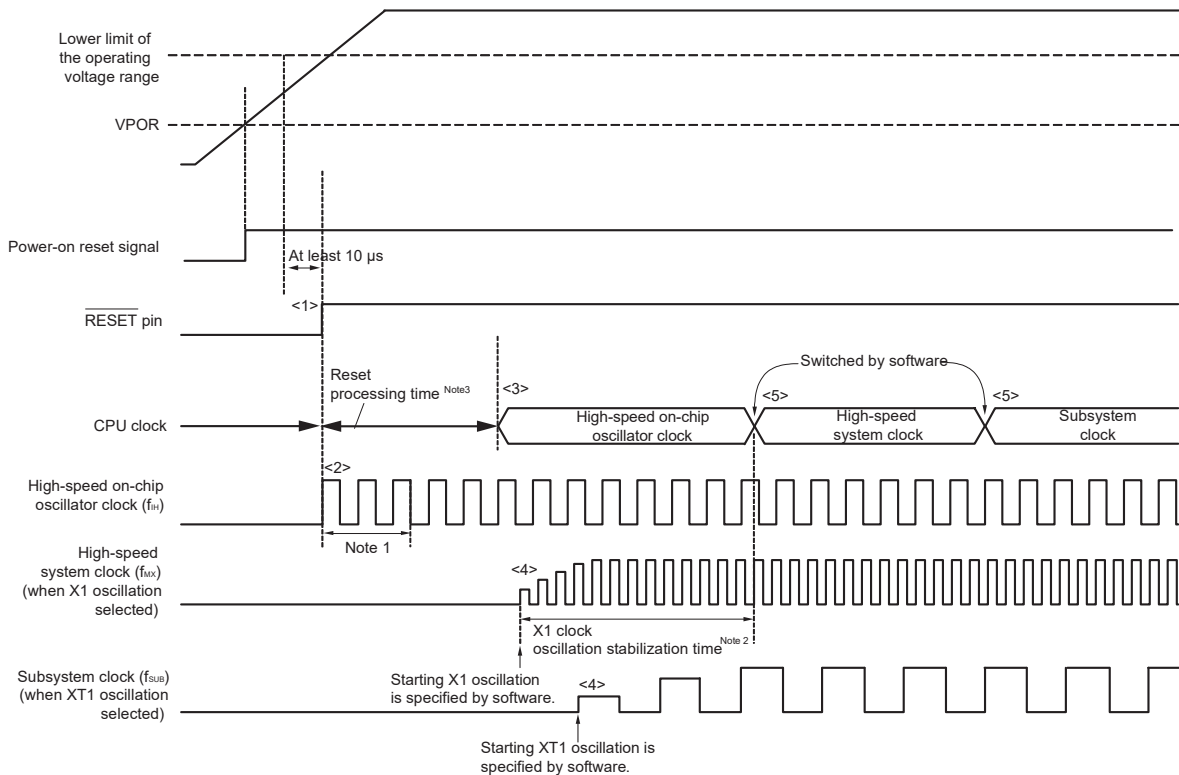 Lower limit of
the operating
voltage range
VPOR
Power-on reset signal
At least 10 µs
<1>
RESET pin
Switched by software
Reset
processing time Note3
<3>
<5>
<5>
CPU clock
High-speed on-chip
oscillator clock
High-speed
system clock
Subsystem
clock
<2>
High-speed on-chip
oscillator clock (fIH)
Note 1
High-speed
system clock (fMX)
(when X1 oscillation
selected)
<4>
X1 clock
oscillation stabilization time Note 2
Subsystem clock (fSUB)
(when XT1 oscillation
selected)
Starting X1 oscillation
is specified by software.
<4>
Starting XT1 oscillation is
specified by software.